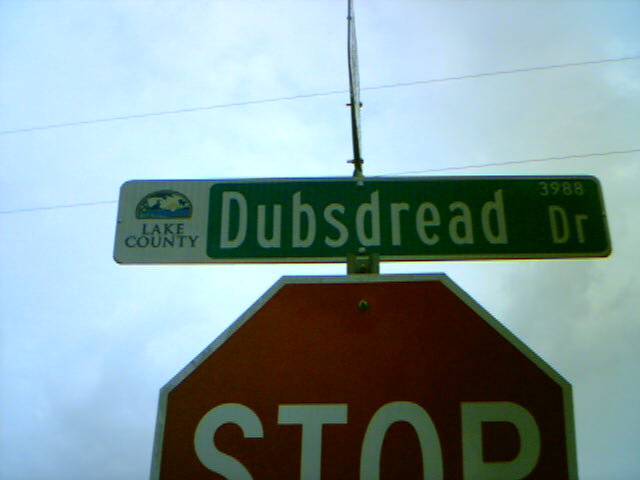 3988
LAKE
COUNTY
Dubsdread Dr
STOP